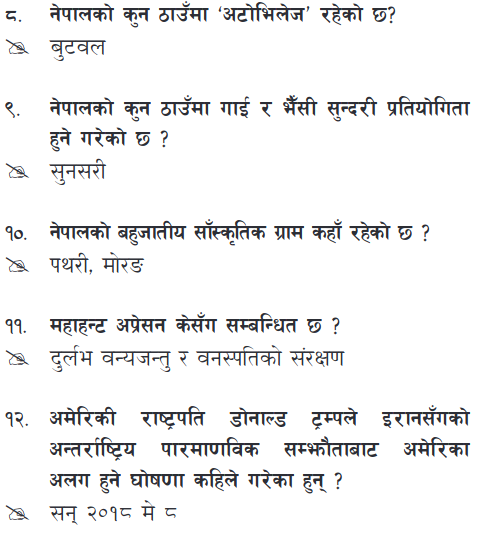 ८. नेपालको कुन ठाउँमा ‘अटोभिलेज’ रहेको छ?
बुटवल
९. नेपालको कुन ठाउँमा गाई र भैंसी सुन्दरी प्रतियोगिता
हुने गरेको छ ?
सुनसरी
१०. नेपालको बहुजातीय साँस्कृतिक ग्राम कहाँ रहेको छ ?
पथरी, मोरङ
११. महाहन्ट अप्रेसन केसँग सम्बन्धित छ ?
दुर्लभ वन्यजन्तु र वनस्पतिको संरक्षण
१२. अमेरिकी राष्ट्रपति डोनाल्ड ट्रम्पले इरानसँगको
अन्तर्राष्ट्रिय पारमाणविक सम्झौताबाट अमेरिका
अलग हुने घोषणा कहिले गरेका हुन् ?
सन् २०१८ मे ८